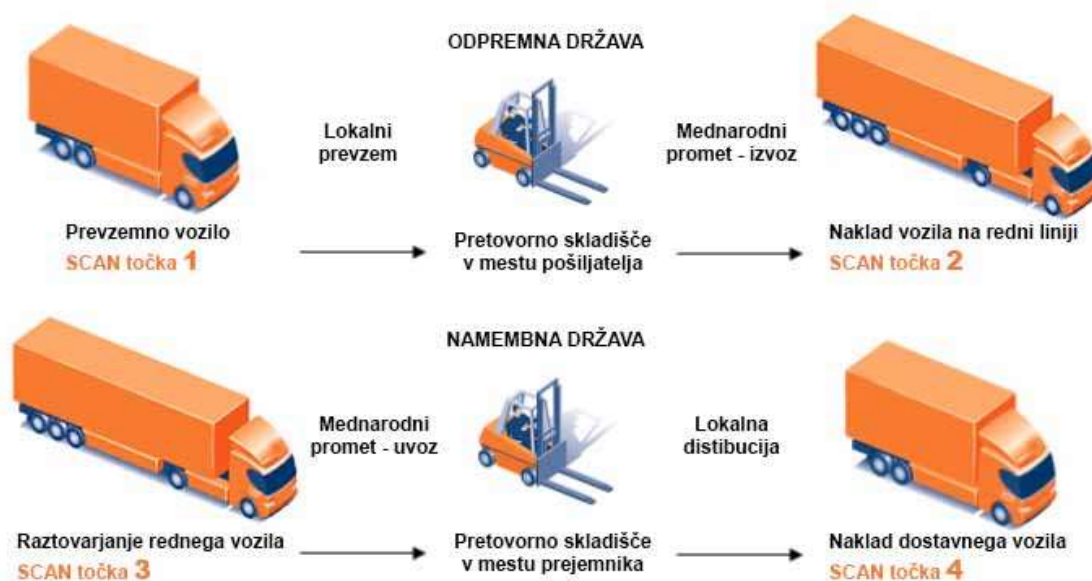 ODPREMNA DRŽAVA
Lokalni
prevzem
Mednarodni
promet - izvoz
Prevzemno vozilo
SCAN točka 1
Pretovorno skladišče
v mestu pošiljatelja
Naklad vozila na redni liniji
SCAN točka 2
NAMEMBNA DRŽAVA
Mednarodni
promet - uvoz
Lokalna
distibucija
Raztovarjanje rednega vozila
SCAN točka 3
Pretovorno skladišče
v mestu prejemnika
Naklad dostavnega vozila
SCAN točka 4